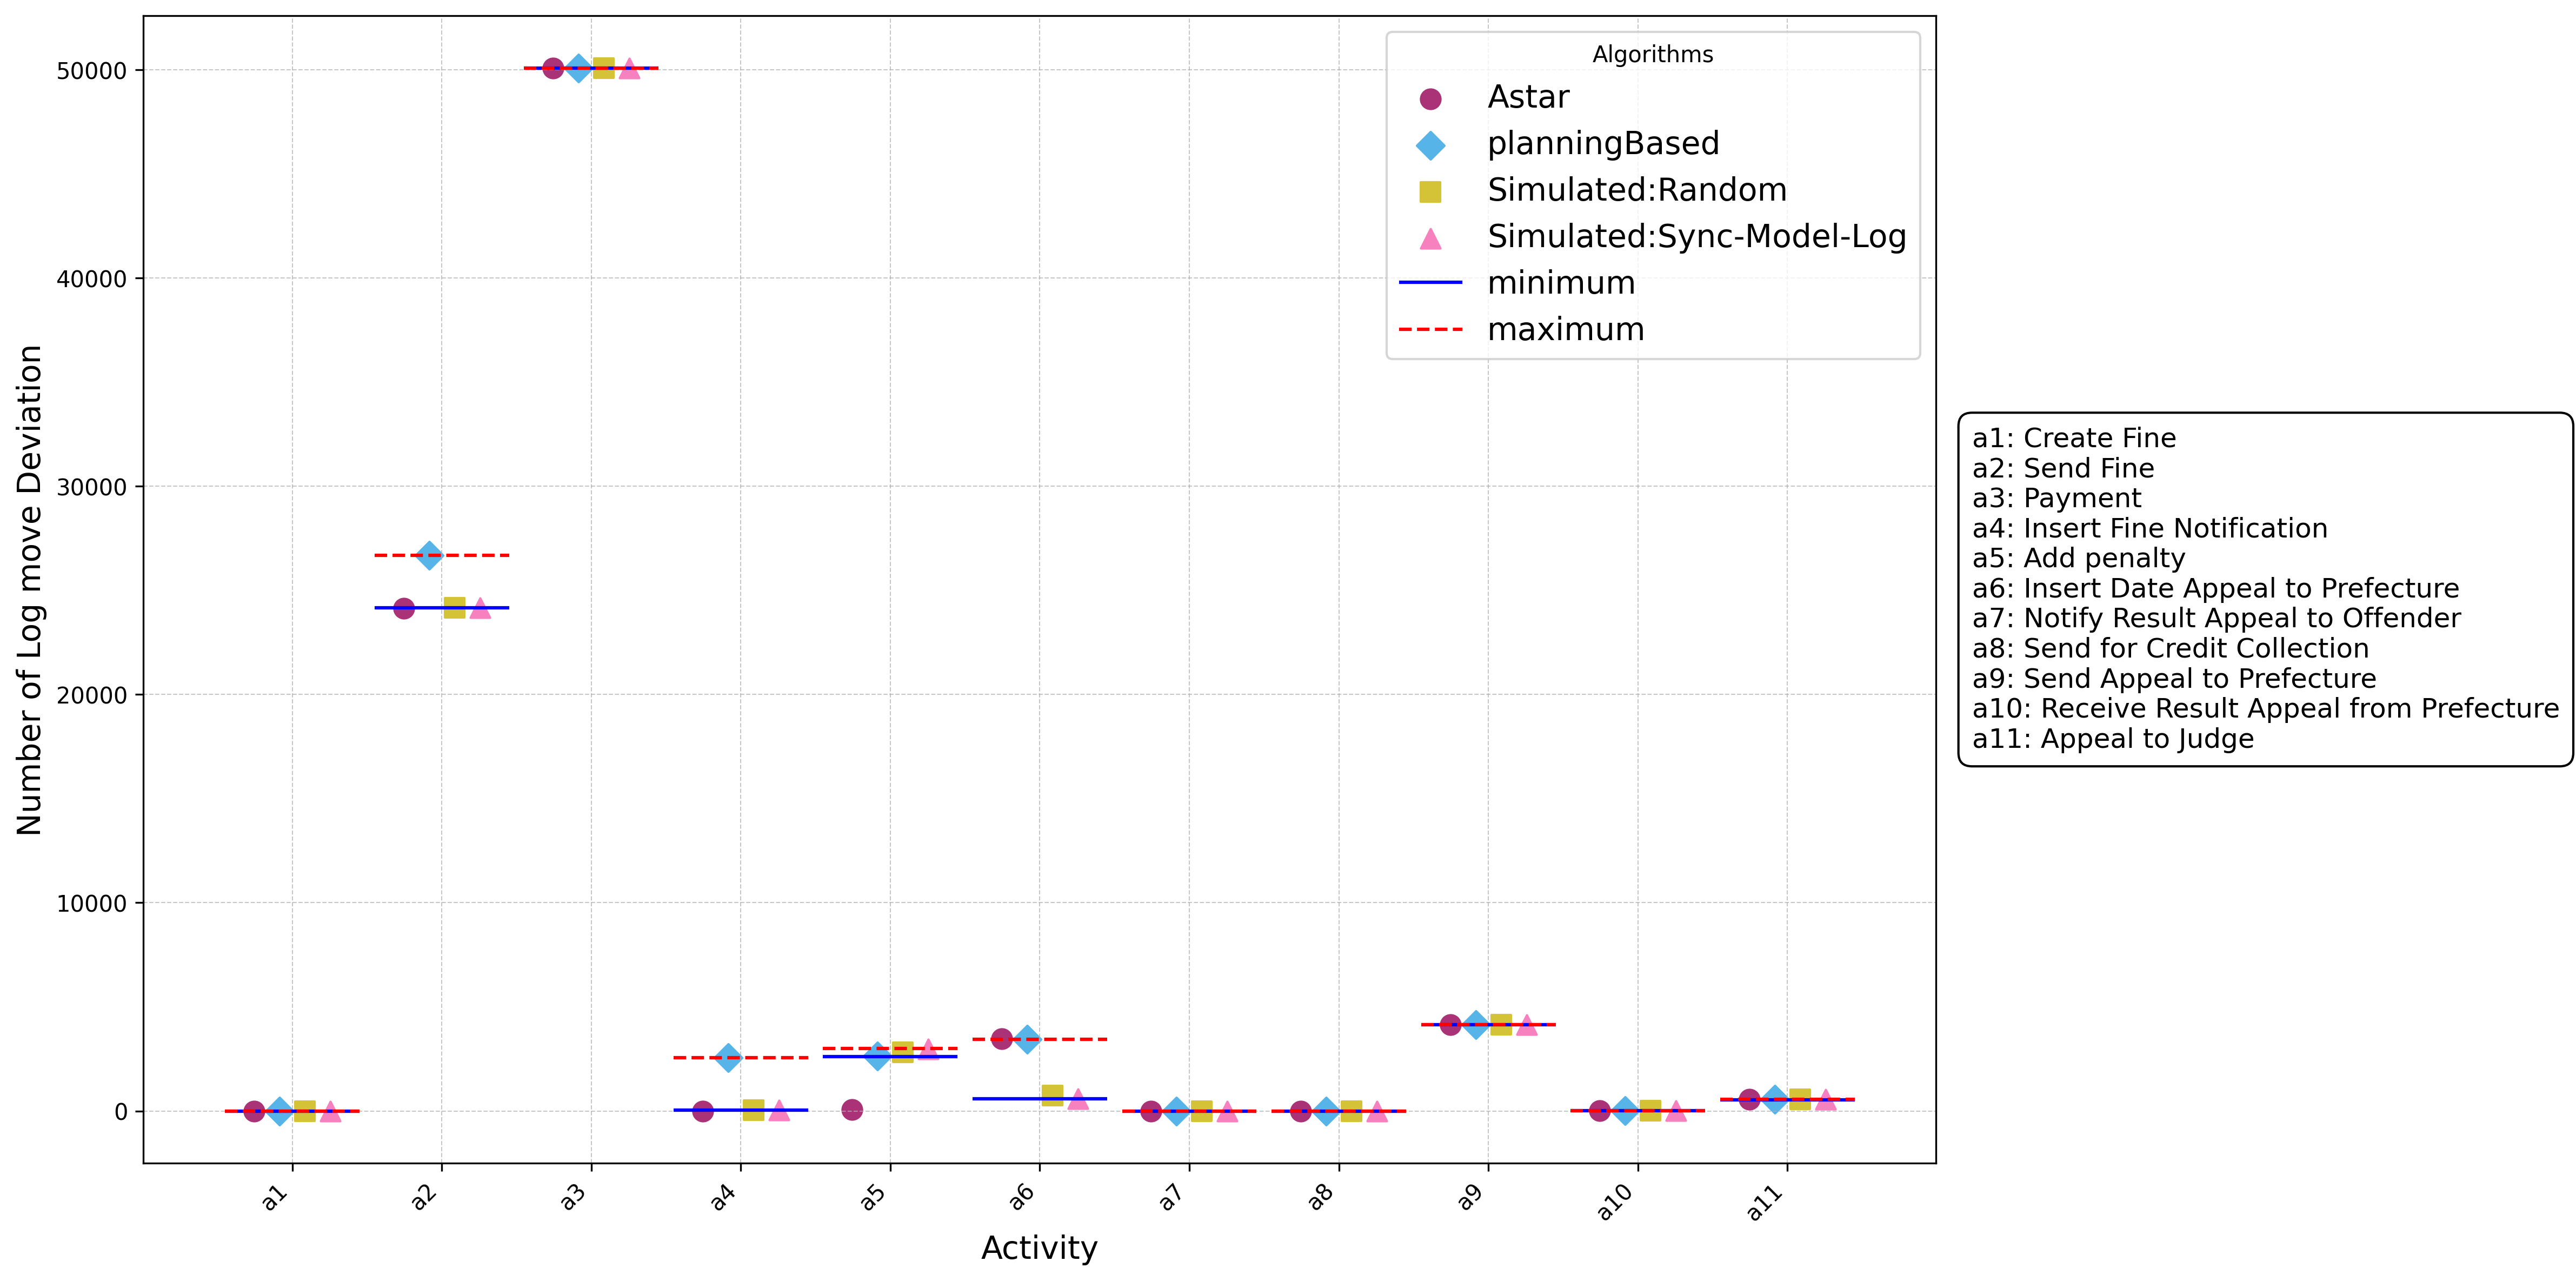 Number of Log move Deviation
50000
40000
30000
20000
10000
0
Algorithms
Astar
planningBased
Simulated:Random
Simulated:Sync-Model-Log
minimum
maximum
a1: Create Fine
a2: Send Fine
a3: Payment
a4: Insert Fine Notification
a5: Add penalty
a6: Insert Date Appeal to Prefecture
a7: Notify Result Appeal to Offender
a8: Send for Credit Collection
a9: Send Appeal to Prefecture
a10: Receive Result Appeal from Prefecture
a11: Appeal to Judge
a1 a2 a3 a4 a5 a6 a7 a8 a9 a10 a11
Activity